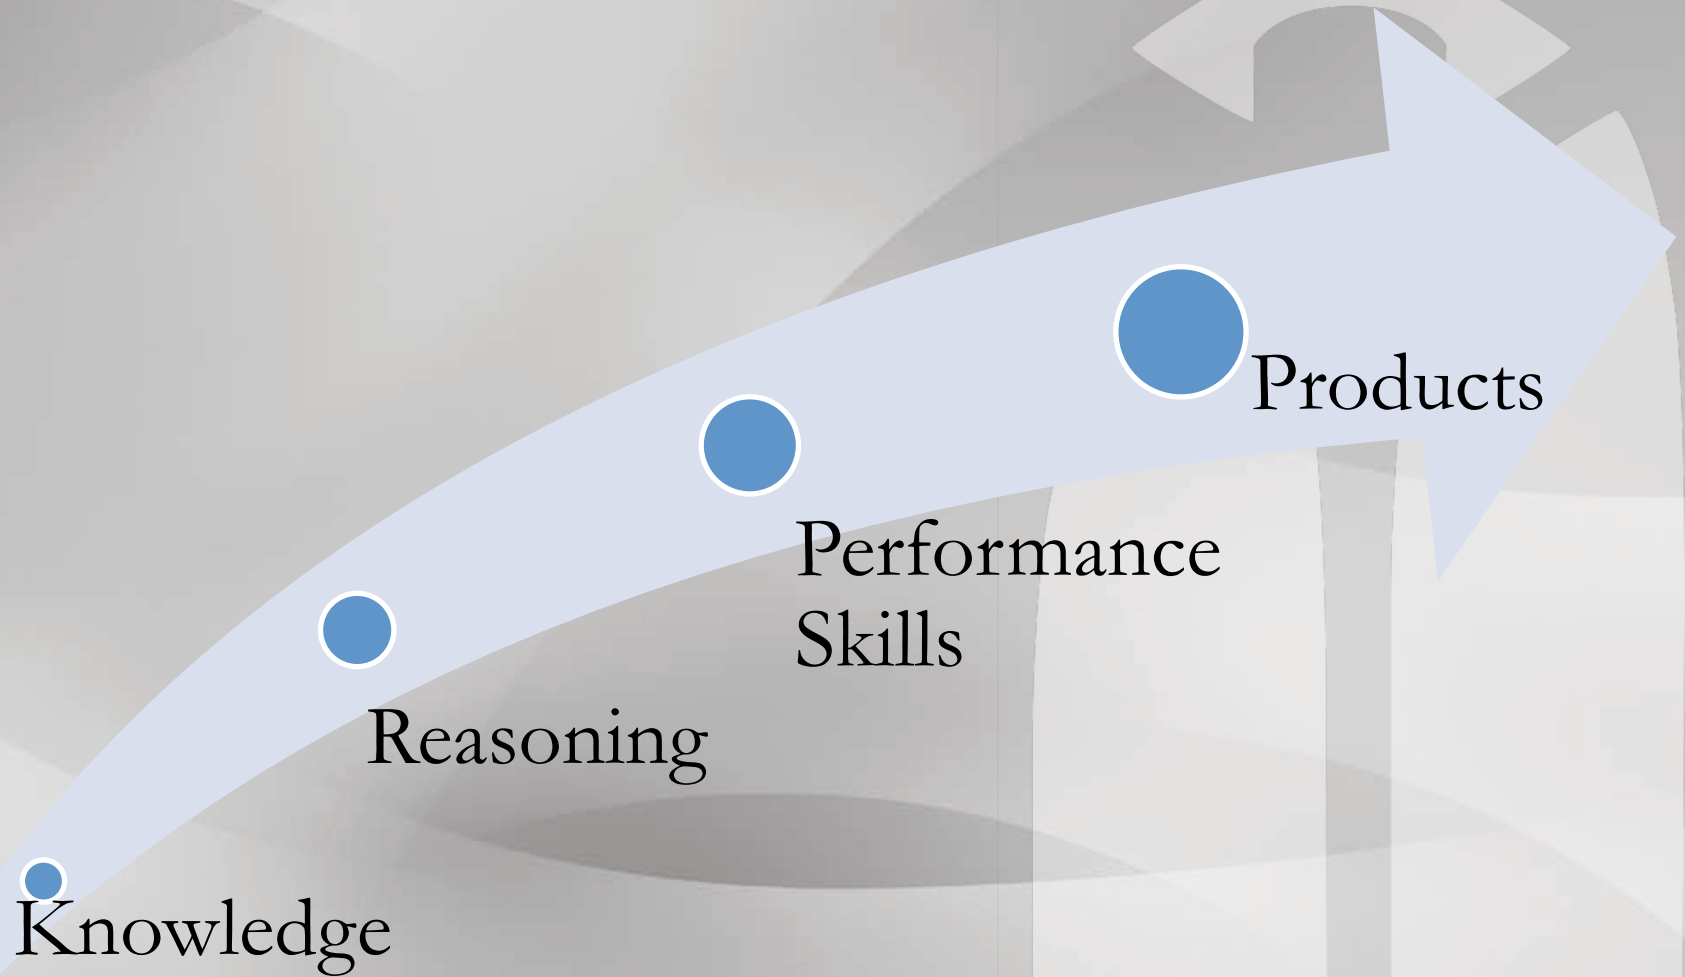 Products
Performance
Skills
Reasoning
Knowledge